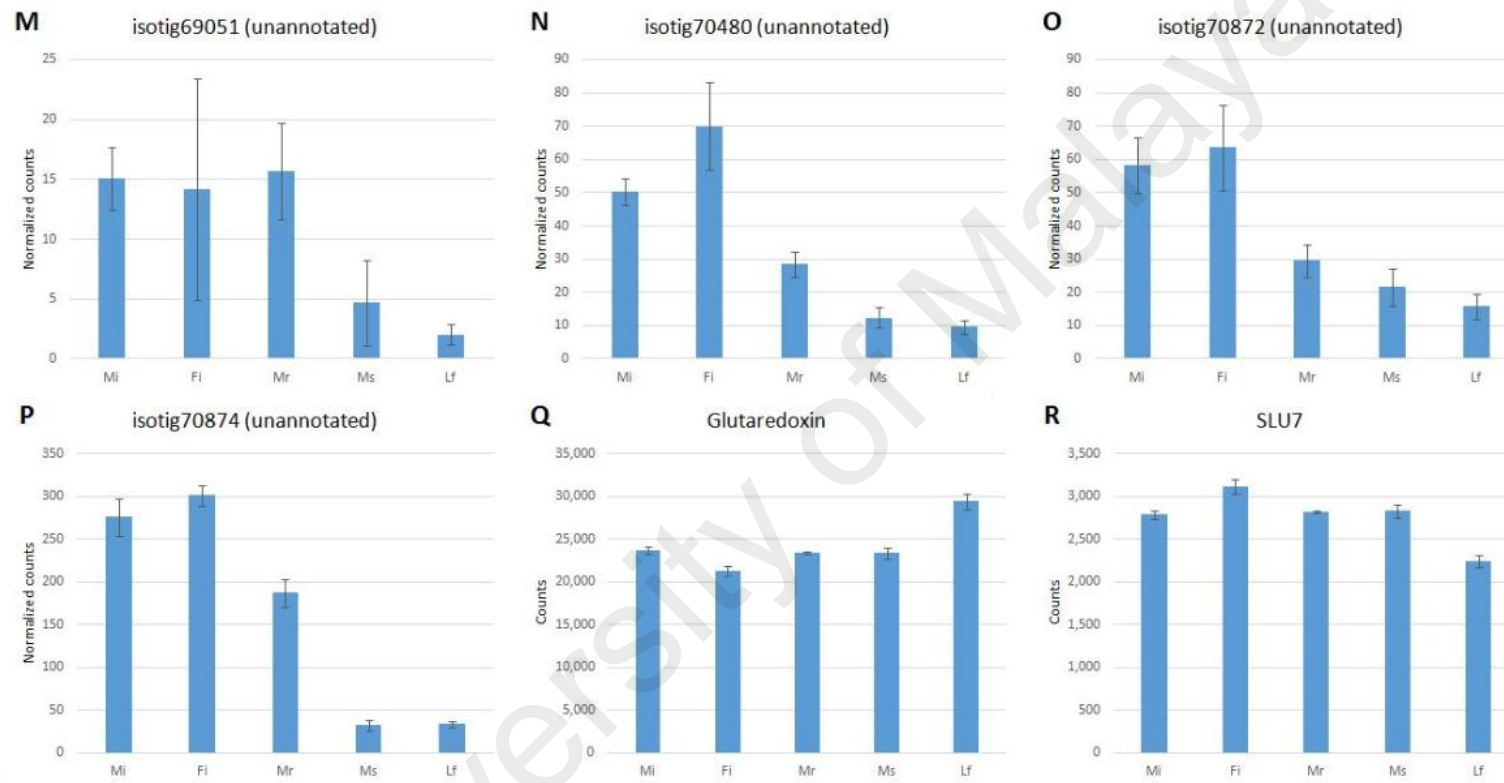 M isotig69051 (unannotated)
25
20
15
10
5
0
Normalized counts
Mi Fi Mr Ms Lf
N isotig70480 (unannotated)
90
80
70
60
50
40
30
20
10
0
Normalized counts
Mi Fi Mr Ms Lf
O isotig70872 (unannotated)
90
80
70
60
50
40
30
20
10
0
Normalized counts
Mi Fi Mr Ms Lf
P isotig70874 (unannotated)
350
300
250
200
150
100
50
0
Normalized counts
Mi Fi Mr Ms Lf
Q Glutaredoxin
35,000
30,000
25,000
20,000
15,000
10,000
5,000
0
Counts
Mi Fi Mr Ms Lf
R SLU7
3,500
3,000
2,500
2,000
1,500
1,000
500
0
Counts
Mi Fi Mr Ms Lf
ersity of Malaya